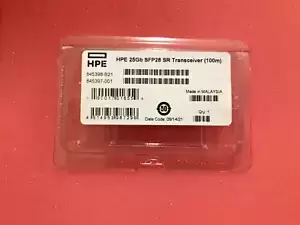 HPE
HPE 25Gb SFP28 SR Transceiver (100m)
845398-B21
845397-001
Made in MALAYSIA
Qty: 1
Date Code: 09/14/21